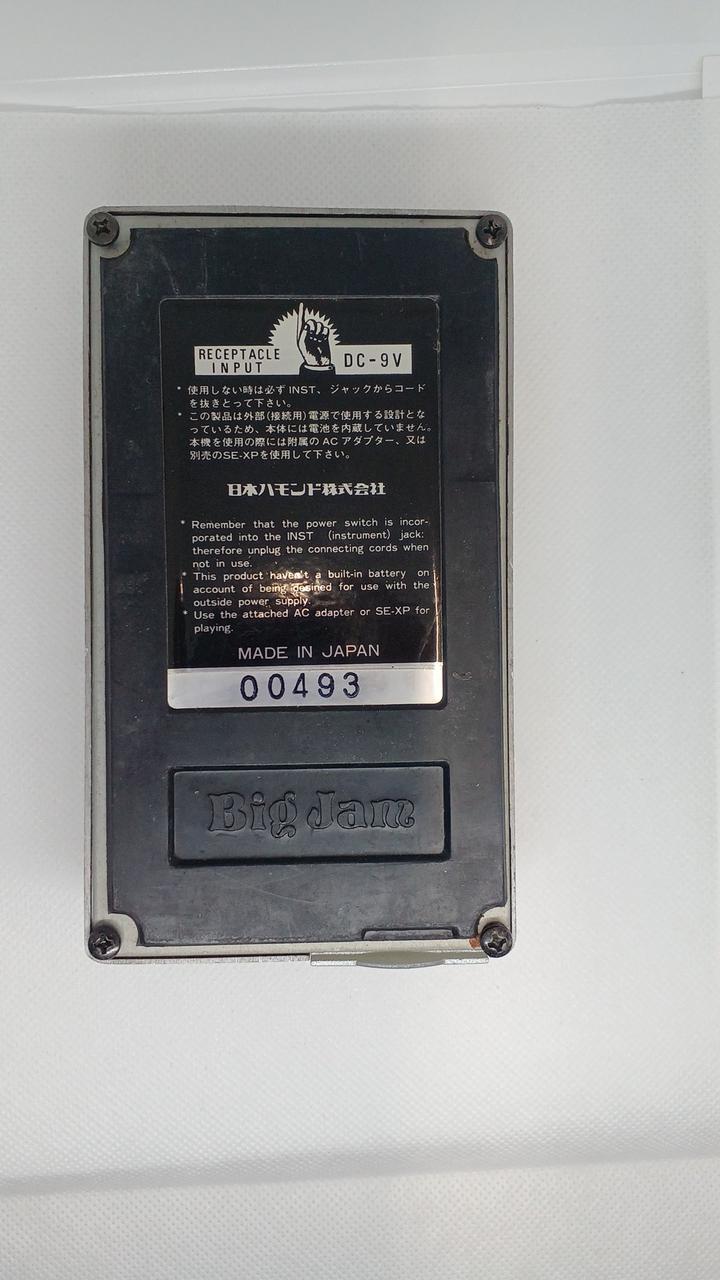 RECEPTACLE
INPUT
DC-9V
* 使用しない時は必ず INST、ジャックからコード
を抜きとって下さい。
* この製品は外部(接続用)電源で使用する設計とな
っているため、本体には電池を内蔵していません。
本機を使用の際には附属の AC アダプター、又は
別売のSE-XPを使用して下さい。
日本ハモンド株式会社
* Remember that the power switch is incor-
porated into the INST (instrument) jack:
therefore unplug the connecting cords when
not in use.
* This product haven't a built-in battery on
account of being desined for use with the
outside power supply.
* Use the attached AC adapter or SE-XP for
playing.
MADE IN JAPAN
00493
Big Jam